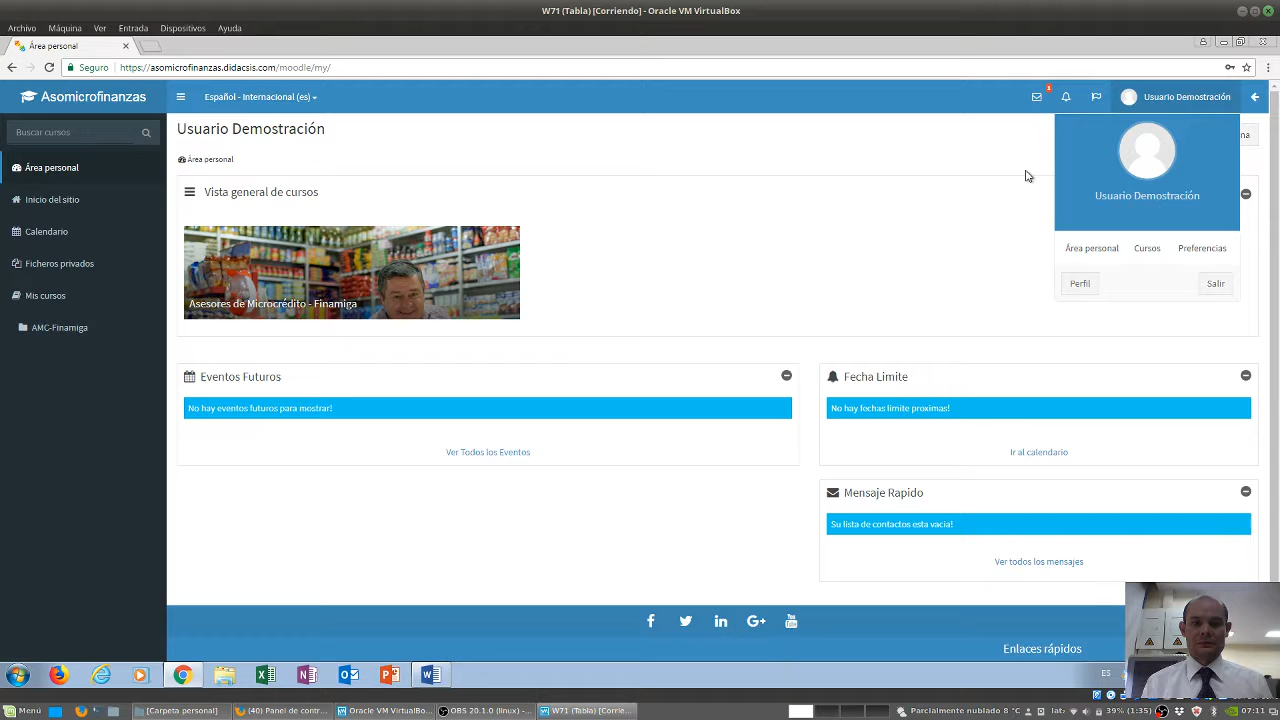 W71 (Tabla) [Corriendo] - Oracle VM VirtualBox
Archivo Máquina Ver Entrada Dispositivos Ayuda
Área personal
Seguro https://asomicrofinanzas.didacsis.com/moodle/my/
Asomicrofinanzas
Español - Internacional (es)
1
Usuario Demostración
Buscar cursos
Área personal
Inicio del sitio
Calendario
Ficheros privados
Mis cursos
AMC-Finamiga
Usuario Demostración
Área personal
Vista general de cursos
Asesores de Microcrédito - Finamiga
na
Usuario Demostración
Área personal Cursos Preferencias
Perfil Salir
Eventos Futuros
No hay eventos futuros para mostrar!
Ver Todos los Eventos
Fecha Limite
No hay fechas limite proximas!
Ir al calendario
Mensaje Rapido
Su lista de contactos esta vacia!
Ver todos los mensajes
Enlaces rápidos
ES
Menú [Carpeta personal] (40) Panel de contr... Oracle VM VirtualBo... OBS 20.1.0 (linux) -... W71 (Tabla) [Corrie... Parcialmente nublado 8 °C lat: 39% (1:35) 07:11